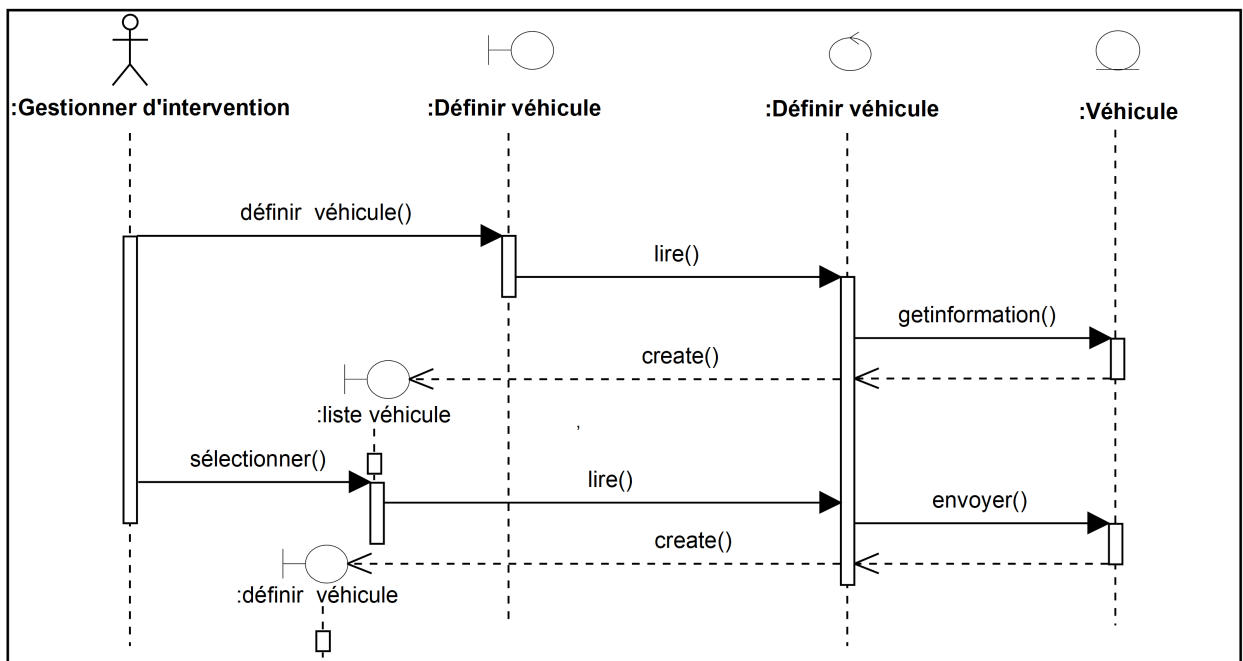 :Gestionner d'intervention
:Définir véhicule
:Définir véhicule
:Véhicule
définir véhicule()
lire()
getinformation()
create()
:liste véhicule
,
sélectionner()
lire()
envoyer()
create()
:définir véhicule